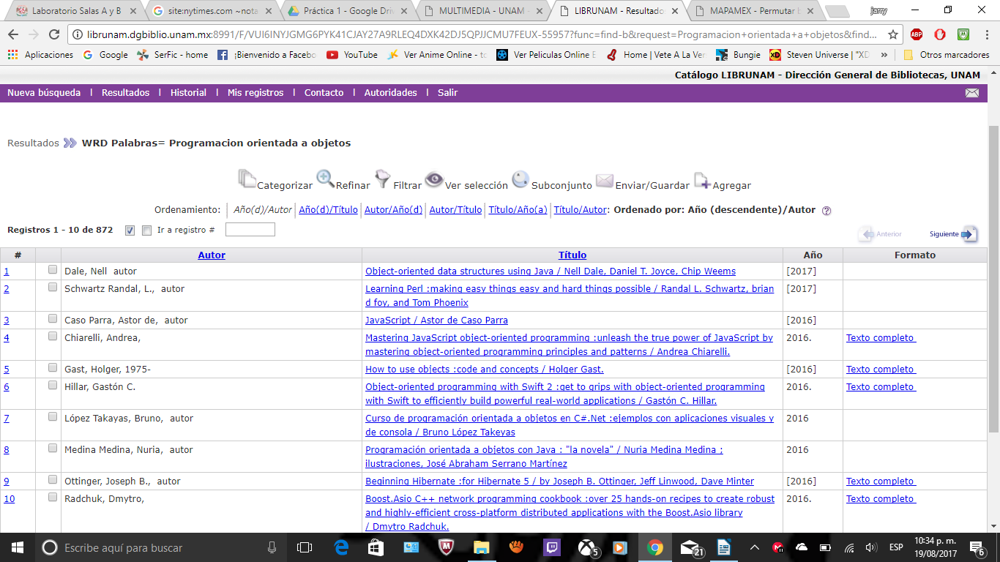 Laboratorio Salas A y B
site:nytimes.com ~nota
Práctica 1 - Google Driv
MULTIMEDIA - UNAM -
LIBRUNAM - Resultado
MAPAMEX - Permutar b
jarry
librunam.dgbiblio.unam.mx:8991/F/VUI6INYJGMG6PYK41CJAY27A9RLEQ4DXK42DJ5QPJJCMU7FEUX-55957?func=find-b&request=Programacion+orientada+a+objetos&find...
Aplicaciones Google SerFic - home ¡Bienvenido a Facebo YouTube Ver Anime Online - to Ver Peliculas Online E Home | Vete A La Ver Bungie Steven Universe | "XD » Otros marcadores
Catálogo LIBRUNAM - Dirección General de Bibliotecas, UNAM
Nueva búsqueda | Resultados | Historial | Mis registros | Contacto | Autoridades | Salir
Resultados WRD Palabras= Programacion orientada a objetos
Categorizar Refinar Filtrar Ver selección Subconjunto Enviar/Guardar Agregar
Ordenamiento: Año(d)/Autor Año(d)/Título Autor/Año(d) Autor/Título Título/Año(a) Título/Autor: Ordenado por: Año (descendente)/Autor ?
Registros 1 - 10 de 872 Ir a registro # Anterior Siguiente
# Autor Título Año Formato
1 Dale, Nell autor Object-oriented data structures using Java / Nell Dale, Daniel T. Joyce, Chip Weems [2017]
2 Schwartz Randal, L., autor Learning Perl :making easy things easy and hard things possible / Randal L. Schwartz, brian [2017]
d foy, and Tom Phoenix
3 Caso Parra, Astor de, autor JavaScript / Astor de Caso Parra [2016]
4 Chiarelli, Andrea, Mastering JavaScript object-oriented programming :unleash the true power of JavaScript by 2016. Texto completo
mastering object-oriented programming principles and patterns / Andrea Chiarelli.
5 Gast, Holger, 1975- How to use objects :code and concepts / Holger Gast. [2016] Texto completo
6 Hillar, Gastón C. Object-oriented programming with Swift 2 :get to grips with object-oriented programming 2016. Texto completo
with Swift to efficiently build powerful real-world applications / Gastón C. Hillar.
7 López Takayas, Bruno, autor Curso de programación orientada a objetos en C#.Net :ejemplos con aplicaciones visuales y 2016
de consola / Bruno López Takeyas
8 Medina Medina, Nuria, autor Programación orientada a objetos con Java : "la novela" / Nuria Medina Medina ; 2016
ilustraciones, José Abraham Serrano Martínez
9 Ottinger, Joseph B., autor Beginning Hibernate :for Hibernate 5 / by Joseph B. Ottinger, Jeff Linwood, Dave Minter [2016] Texto completo
10 Radchuk, Dmytro, Boost.Asio C++ network programming cookbook :over 25 hands-on recipes to create robust 2016. Texto completo
and highly-efficient cross-platform distributed applications with the Boost.Asio library
/ Dmytro Radchuk.
Escribe aquí para buscar
5
21
ESP
10:34 p. m.
19/08/2017
6